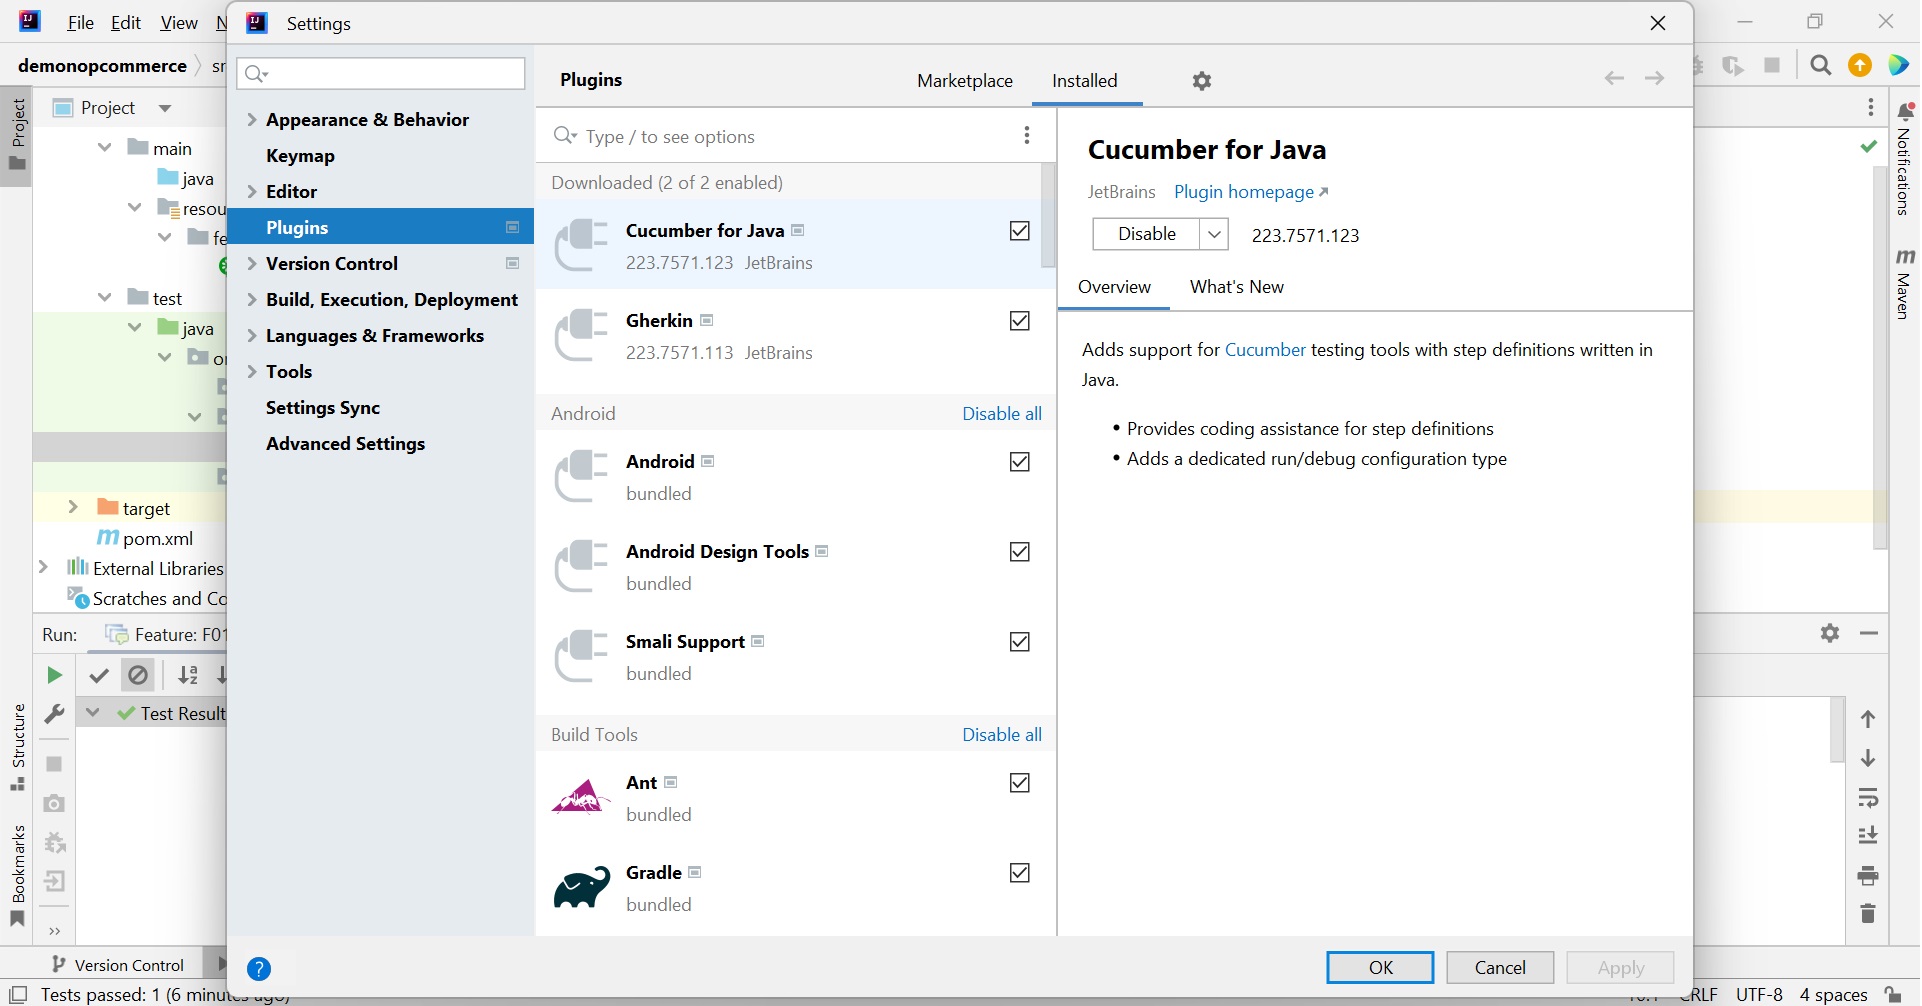 File Edit View N
Settings
demonopcommerce
Project
main
java
test
java
target
pom.xml
External Libraries
Scratches and Co
Run: Feature: F01
Test Result
Version Control
Tests passed: 1 (6 minutes ago)
Project
Structure
Bookmarks
Appearance & Behavior
Keymap
Editor
Plugins
Version Control
Build, Execution, Deployment
Languages & Frameworks
Tools
Settings Sync
Advanced Settings
Plugins
Marketplace
Installed
Type / to see options
Downloaded (2 of 2 enabled)
Cucumber for Java
223.7571.123 JetBrains
Gherkin
223.7571.113 JetBrains
Android Disable all
Android
bundled
Android Design Tools
bundled
Smali Support
bundled
Build Tools Disable all
Ant
bundled
Gradle
bundled
Cucumber for Java
JetBrains Plugin homepage
Disable 223.7571.123
Overview What's New
Adds support for Cucumber testing tools with step definitions written in
Java.
• Provides coding assistance for step definitions
• Adds a dedicated run/debug configuration type
OK Cancel Apply
Notifications
Maven
CRLF UTF-8 4 spaces